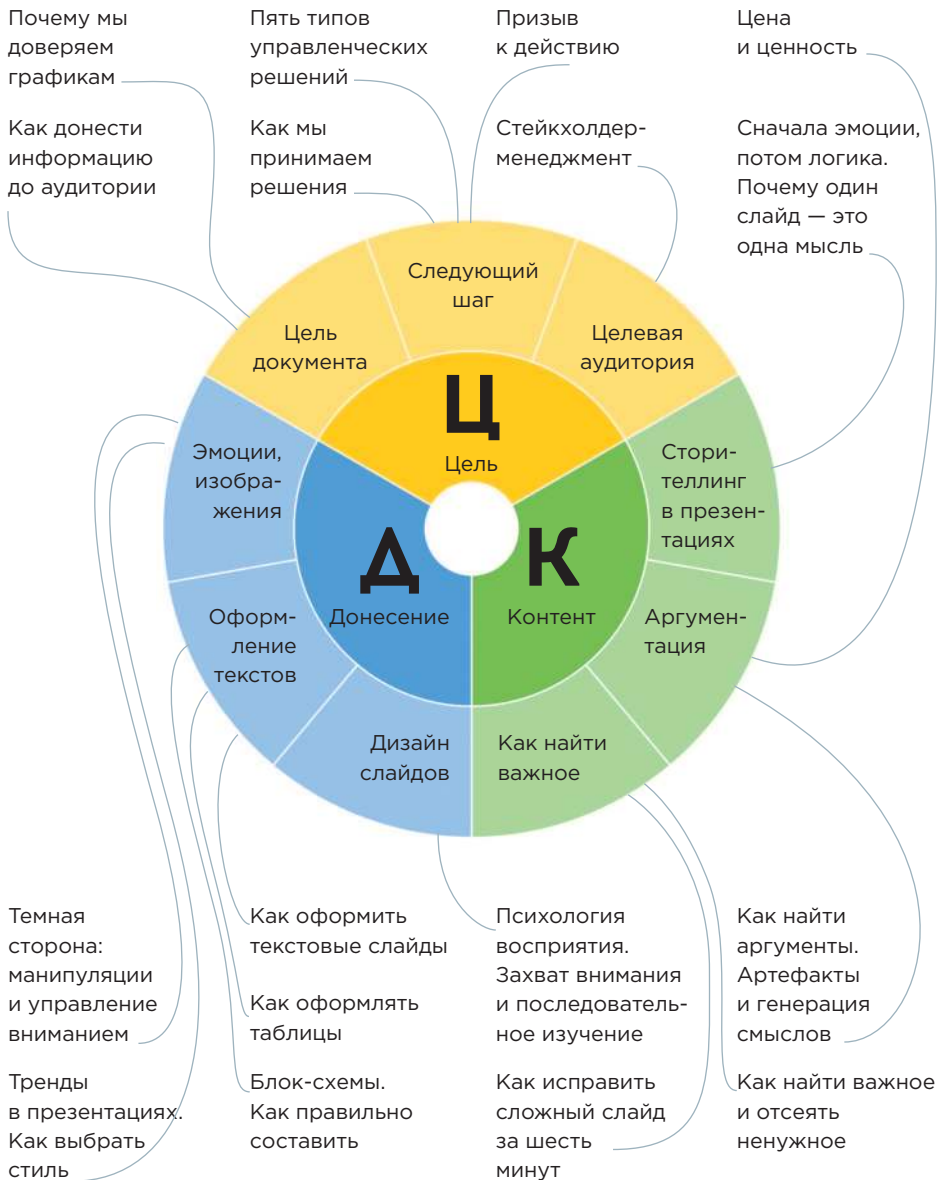 Почему мы
доверяем
графикам
Пять типов
управленческих
решений
Призыв
к действию
Цена
и ценность
Как донести
информацию
до аудитории
Как мы
принимаем
решения
Стейкхолдер-
менеджмент
Сначала эмоции,
потом логика.
Почему один
слайд — это
одна мысль
Следующий
шаг
Цель
документа
Целевая
аудитория
Ц
Цель
Эмоции,
изобра-
жения
Стори-
теллинг
в презен-
тациях
Д
Донесение
К
Контент
Оформ-
ление
текстов
Аргумен-
тация
Дизайн
слайдов
Как найти
важное
Темная
сторона:
манипуляции
и управление
вниманием
Как оформить
текстовые слайды
Как оформлять
таблицы
Психология
восприятия.
Захват внимания
и последователь-
ное изучение
Как найти
аргументы.
Артефакты
и генерация
смыслов
Тренды
в презентациях.
Как выбрать
стиль
Блок-схемы.
Как правильно
составить
Как исправить
сложный слайд
за шесть
минут
Как найти важное
и отсеять
ненужное